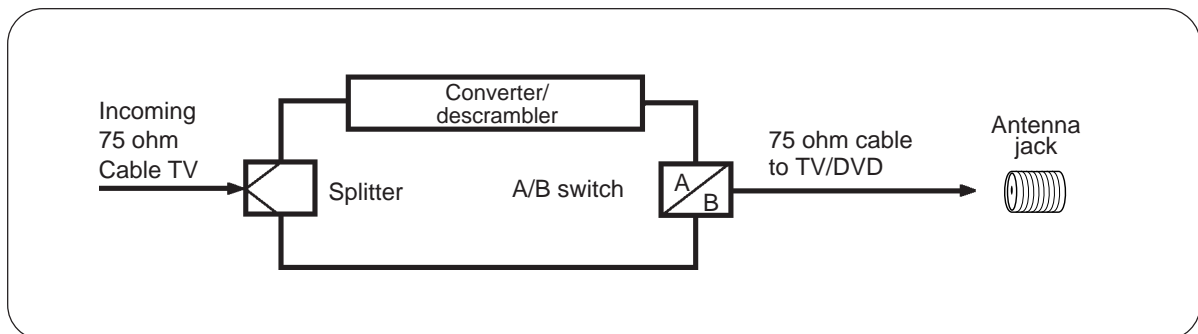 Incoming
75 ohm
Cable TV
Splitter
Converter/
descrambler
A/B switch
A
B
75 ohm cable
to TV/DVD
Antenna
jack